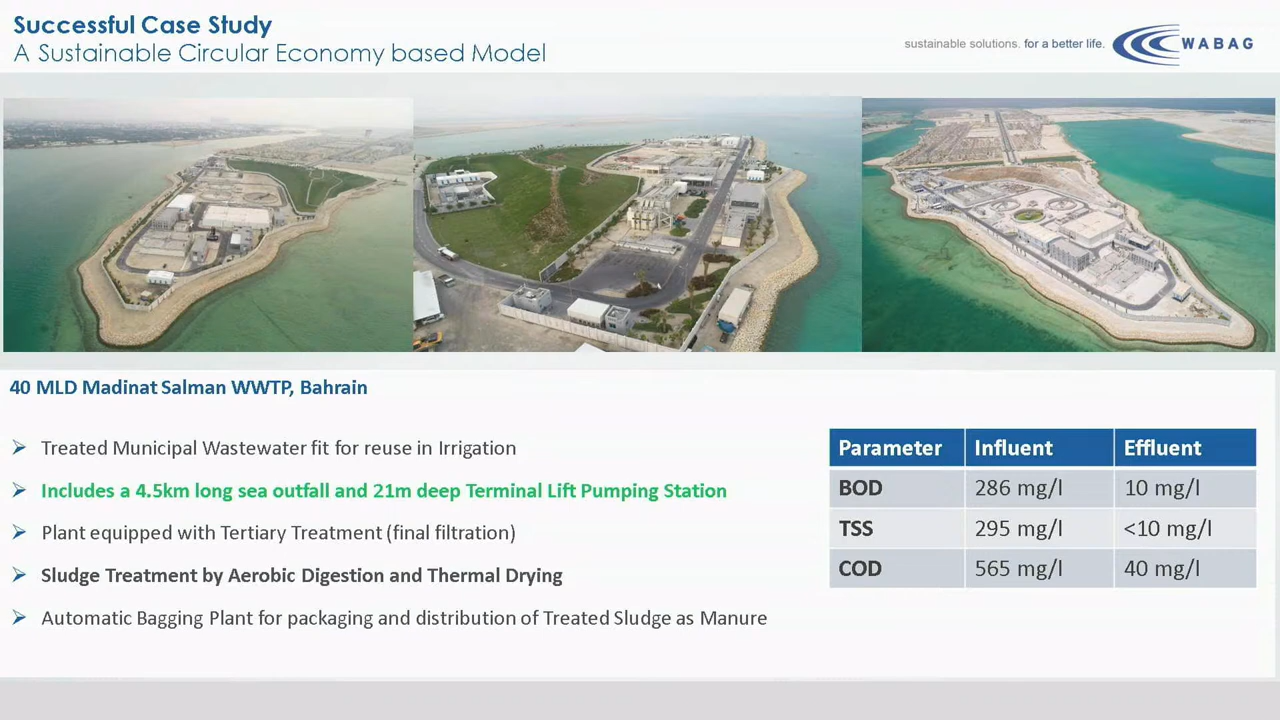 Successful Case Study
A Sustainable Circular Economy based Model
sustainable solutions. for a better life.
WABAG
40 MLD Madinat Salman WWTP, Bahrain
Treated Municipal Wastewater fit for reuse in Irrigation
Includes a 4.5km long sea outfall and 21m deep Terminal Lift Pumping Station
Plant equipped with Tertiary Treatment (final filtration)
Sludge Treatment by Aerobic Digestion and Thermal Drying
Automatic Bagging Plant for packaging and distribution of Treated Sludge as Manure
Parameter Influent Effluent
BOD 286 mg/l 10 mg/l
TSS 295 mg/l <10 mg/l
COD 565 mg/l 40 mg/l